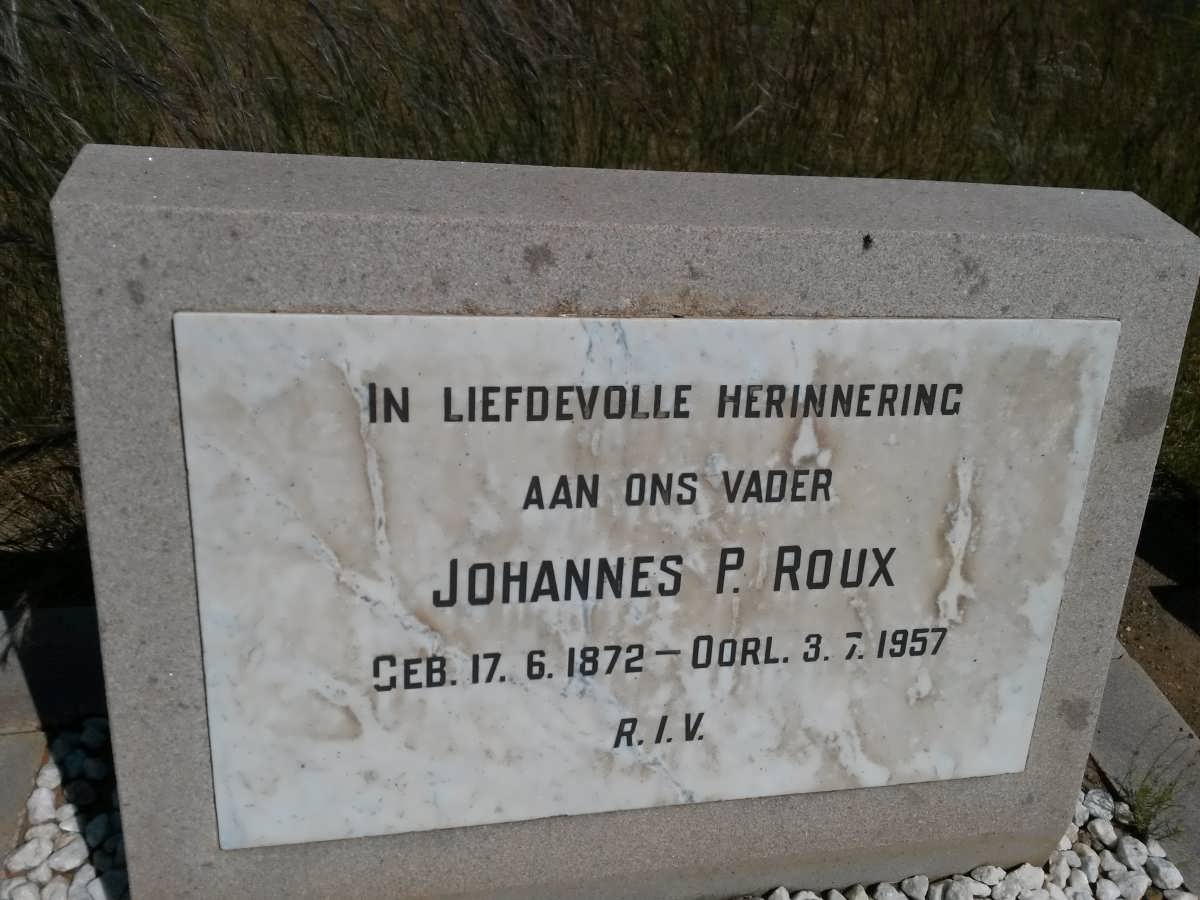 IN LIEFDEVOLLE HERINNERING
AAN ONS VADER
JOHANNES P. ROUX
GEB. 17. 6. 1872 – OORL. 3. 7. 1957
R. I. V.